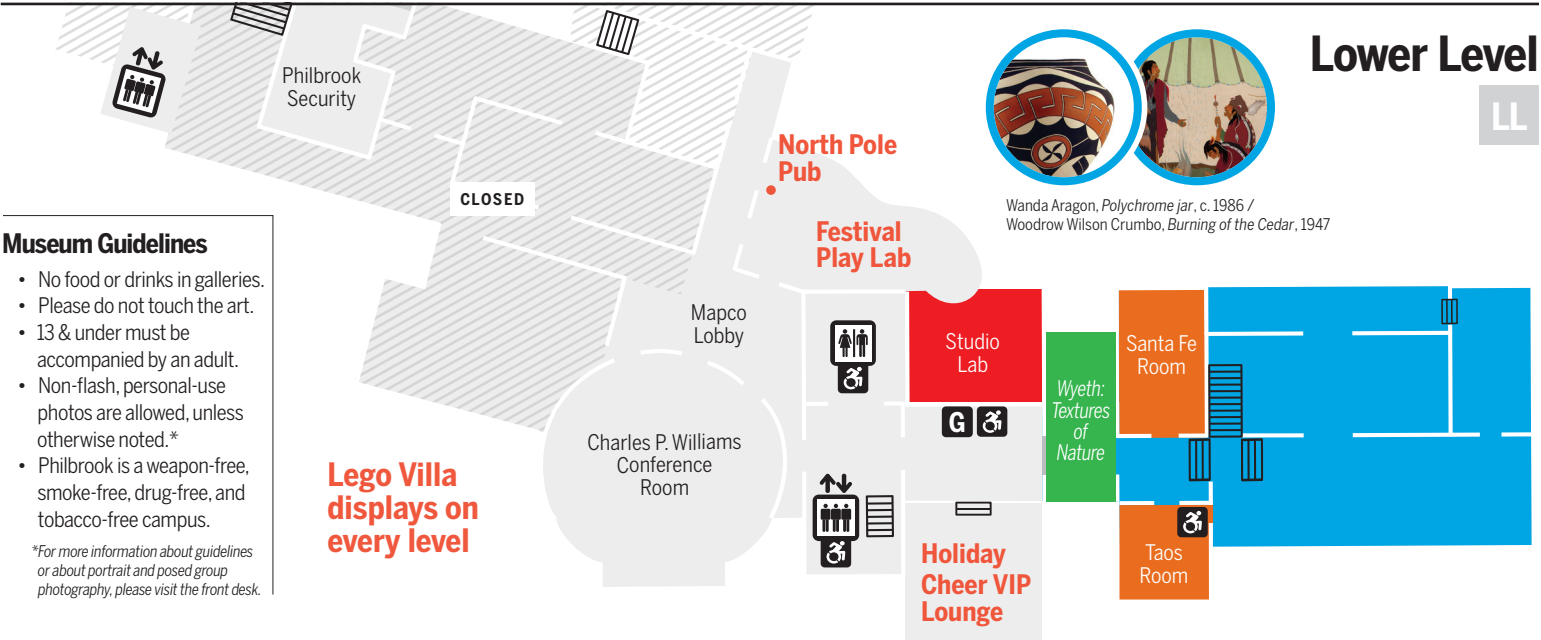 Lower Level
LL
Philbrook
Security
CLOSED
North Pole
Pub
Festival
Play Lab
Wanda Aragon, Polychrome jar, c. 1986 /
Woodrow Wilson Crumbo, Burning of the Cedar, 1947
Museum Guidelines
• No food or drinks in galleries.
• Please do not touch the art.
• 13 & under must be
accompanied by an adult.
• Non-flash, personal-use
photos are allowed, unless
otherwise noted.*
• Philbrook is a weapon-free,
smoke-free, drug-free, and
tobacco-free campus.
*For more information about guidelines
or about portrait and posed group
photography, please visit the front desk.
Lego Villa
displays on
every level
Mapco
Lobby
Charles P. Williams
Conference
Room
Studio
Lab
G
Wyeth:
Textures
of
Nature
Santa Fe
Room
Taos
Room
Holiday
Cheer VIP
Lounge